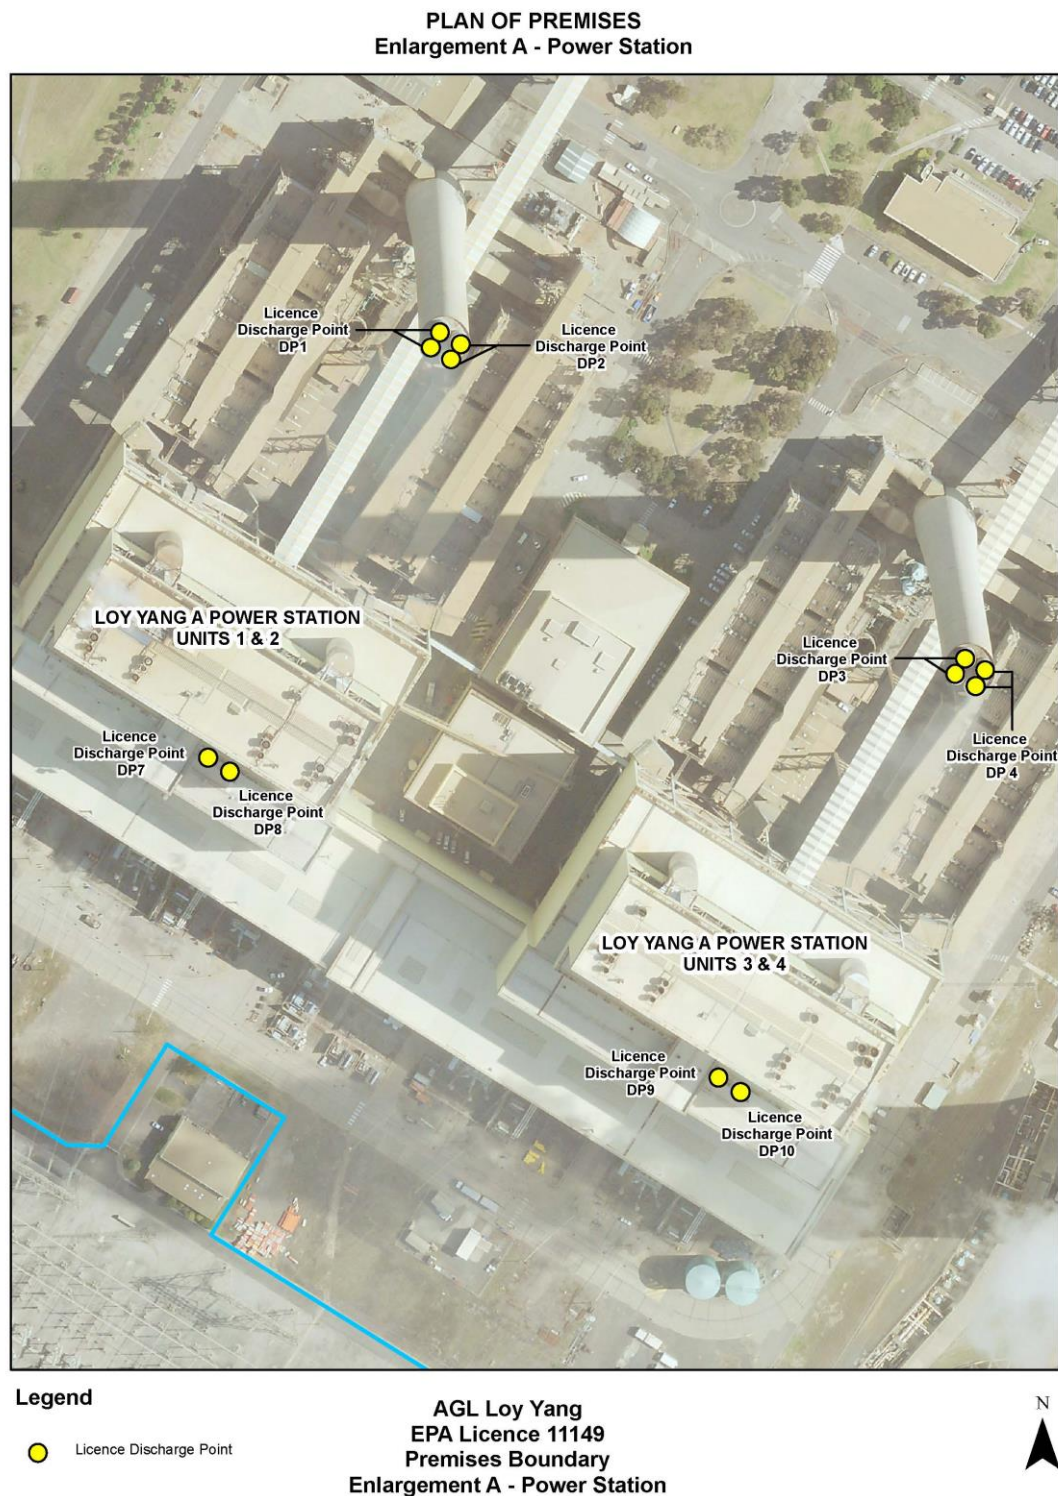 PLAN OF PREMISES
Enlargement A - Power Station
Licence
Discharge Point
DP1
Licence
Discharge Point
DP2
LOY YANG A POWER STATION
UNITS 1 & 2
Licence
Discharge Point
DP3
Licence
Discharge Point
DP 4
Licence
Discharge Point
DP7
Licence
Discharge Point
DP8
LOY YANG A POWER STATION
UNITS 3 & 4
Licence
Discharge Point
DP9
Licence
Discharge Point
DP10
Legend
Licence Discharge Point
AGL Loy Yang
EPA Licence 11149
Premises Boundary
Enlargement A - Power Station
N